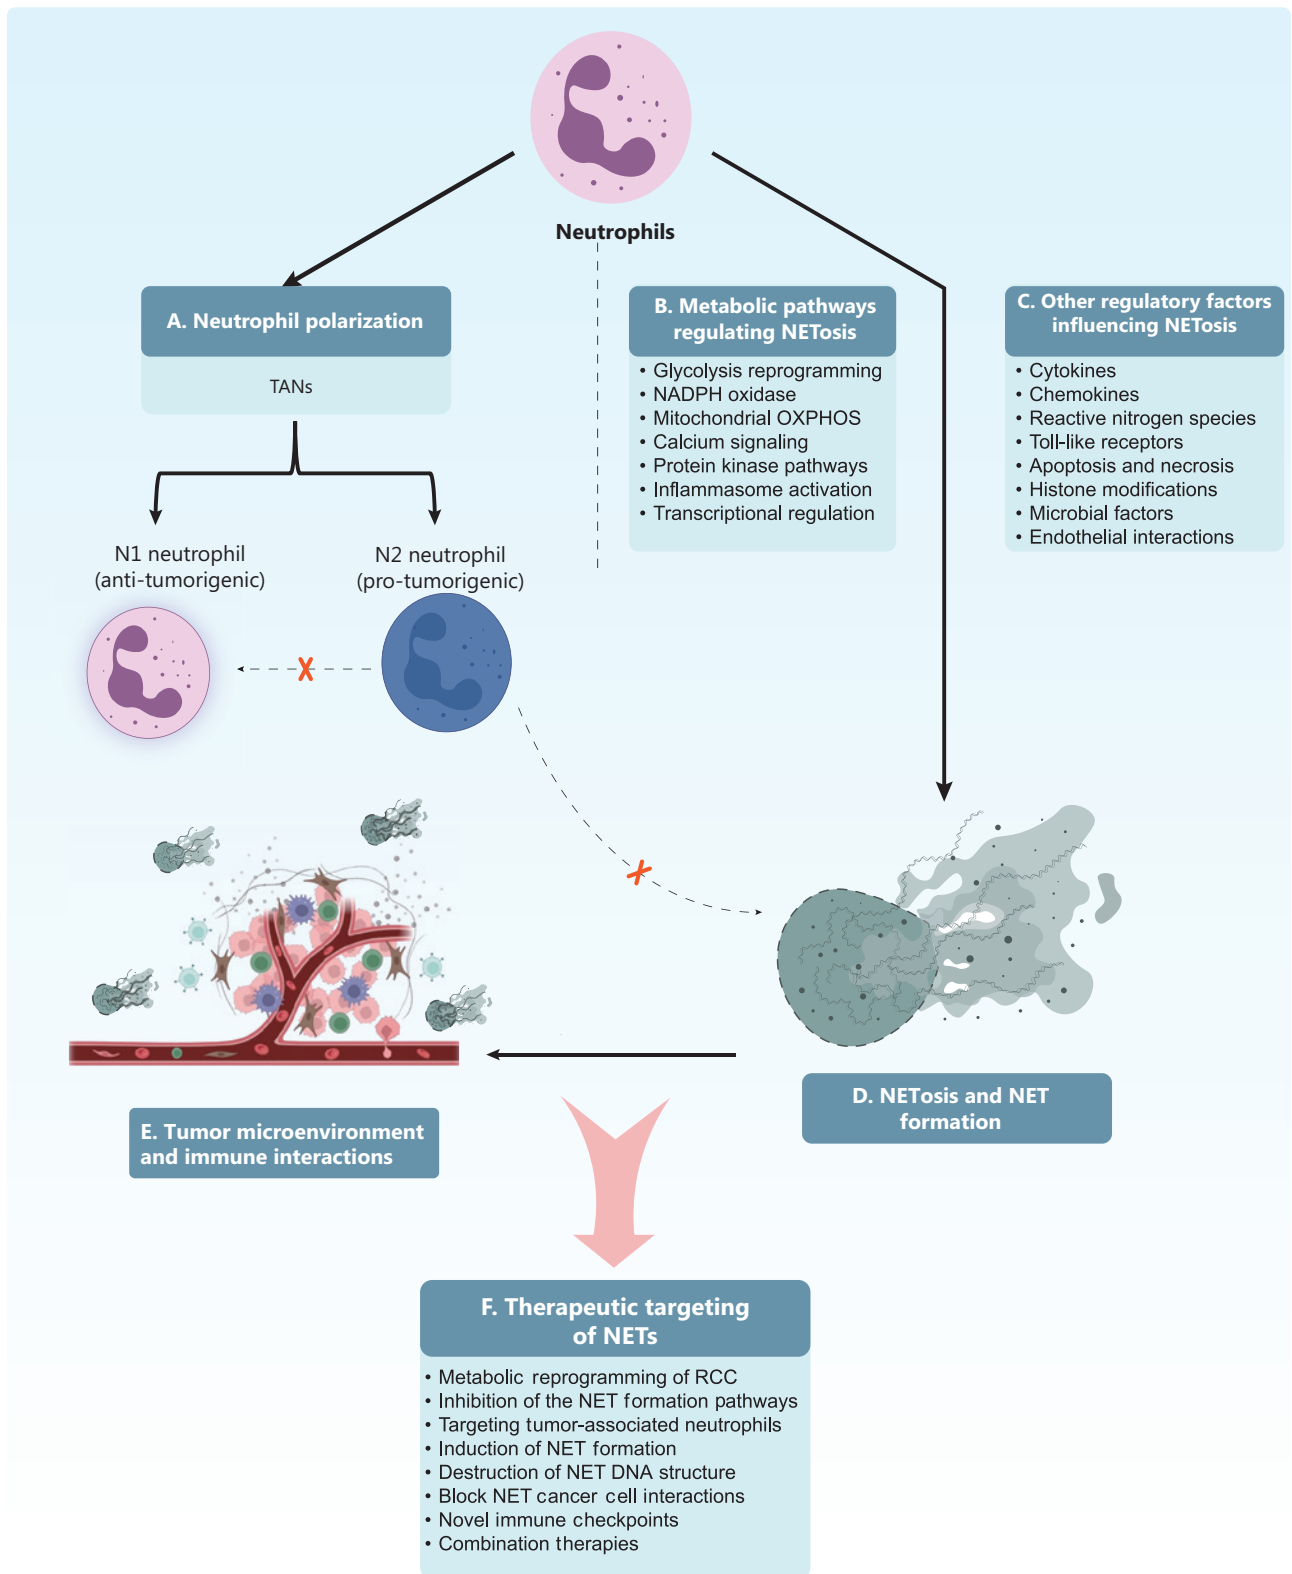 Neutrophils
A. Neutrophil polarization
TANs
N1 neutrophil
(anti-tumorigenic)
N2 neutrophil
(pro-tumorigenic)
B. Metabolic pathways
regulating NETosis
• Glycolysis reprogramming
• NADPH oxidase
• Mitochondrial OXPHOS
• Calcium signaling
• Protein kinase pathways
• Inflammasome activation
• Transcriptional regulation
C. Other regulatory factors
influencing NETosis
• Cytokines
• Chemokines
• Reactive nitrogen species
• Toll-like receptors
• Apoptosis and necrosis
• Histone modifications
• Microbial factors
• Endothelial interactions
D. NETosis and NET
formation
E. Tumor microenvironment
and immune interactions
F. Therapeutic targeting
of NETs
• Metabolic reprogramming of RCC
• Inhibition of the NET formation pathways
• Targeting tumor-associated neutrophils
• Induction of NET formation
• Destruction of NET DNA structure
• Block NET cancer cell interactions
• Novel immune checkpoints
• Combination therapies